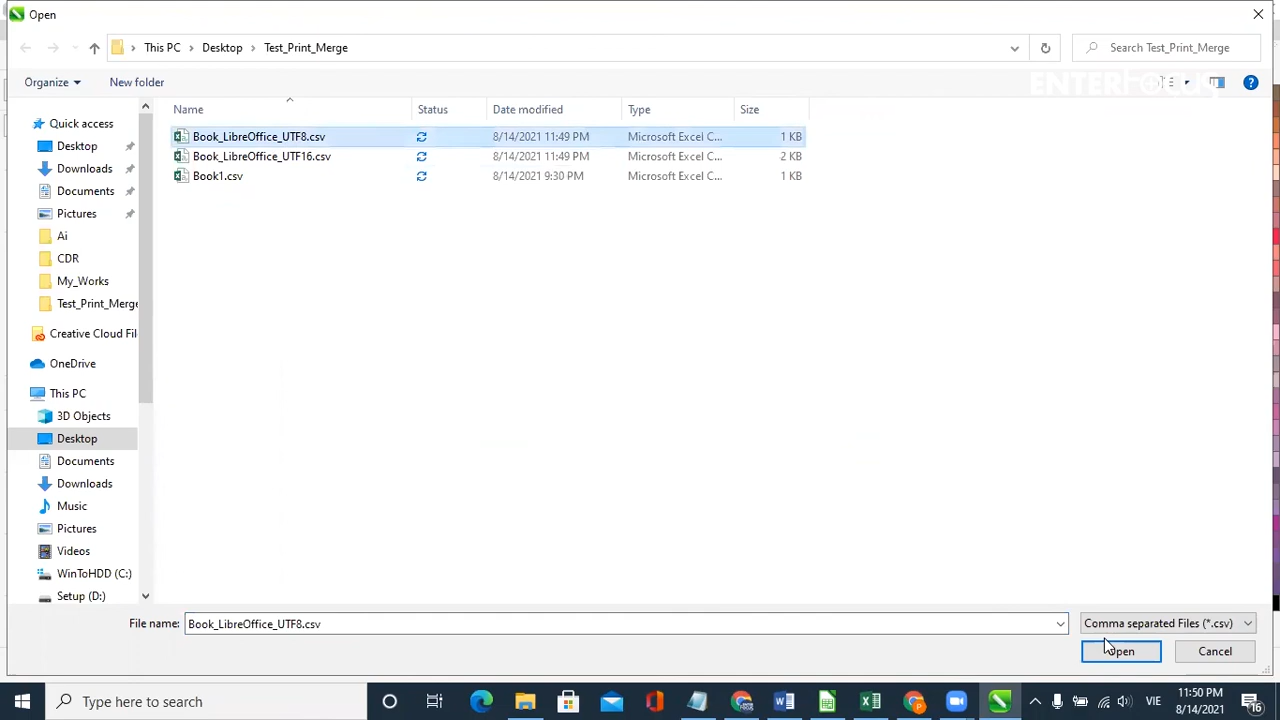 Open
This PC > Desktop > Test_Print_Merge
Search Test_Print_Merge
Organize
New folder
ENTERFOCUS
Name Status Date modified Type Size
Book_LibreOffice_UTF8.csv 8/14/2021 11:49 PM Microsoft Excel C... 1 KB
Book_LibreOffice_UTF16.csv 8/14/2021 11:49 PM Microsoft Excel C... 2 KB
Book1.csv 8/14/2021 9:30 PM Microsoft Excel C... 1 KB
Quick access
Desktop
Downloads
Documents
Pictures
Ai
CDR
My_Works
Test_Print_Merge
Creative Cloud Fil
OneDrive
This PC
3D Objects
Desktop
Documents
Downloads
Music
Pictures
Videos
WinToHDD (C:)
Setup (D:)
File name: Book_LibreOffice_UTF8.csv
Comma separated Files (*.csv)
Open
Cancel
Type here to search
VIE
11:50 PM
8/14/2021
16